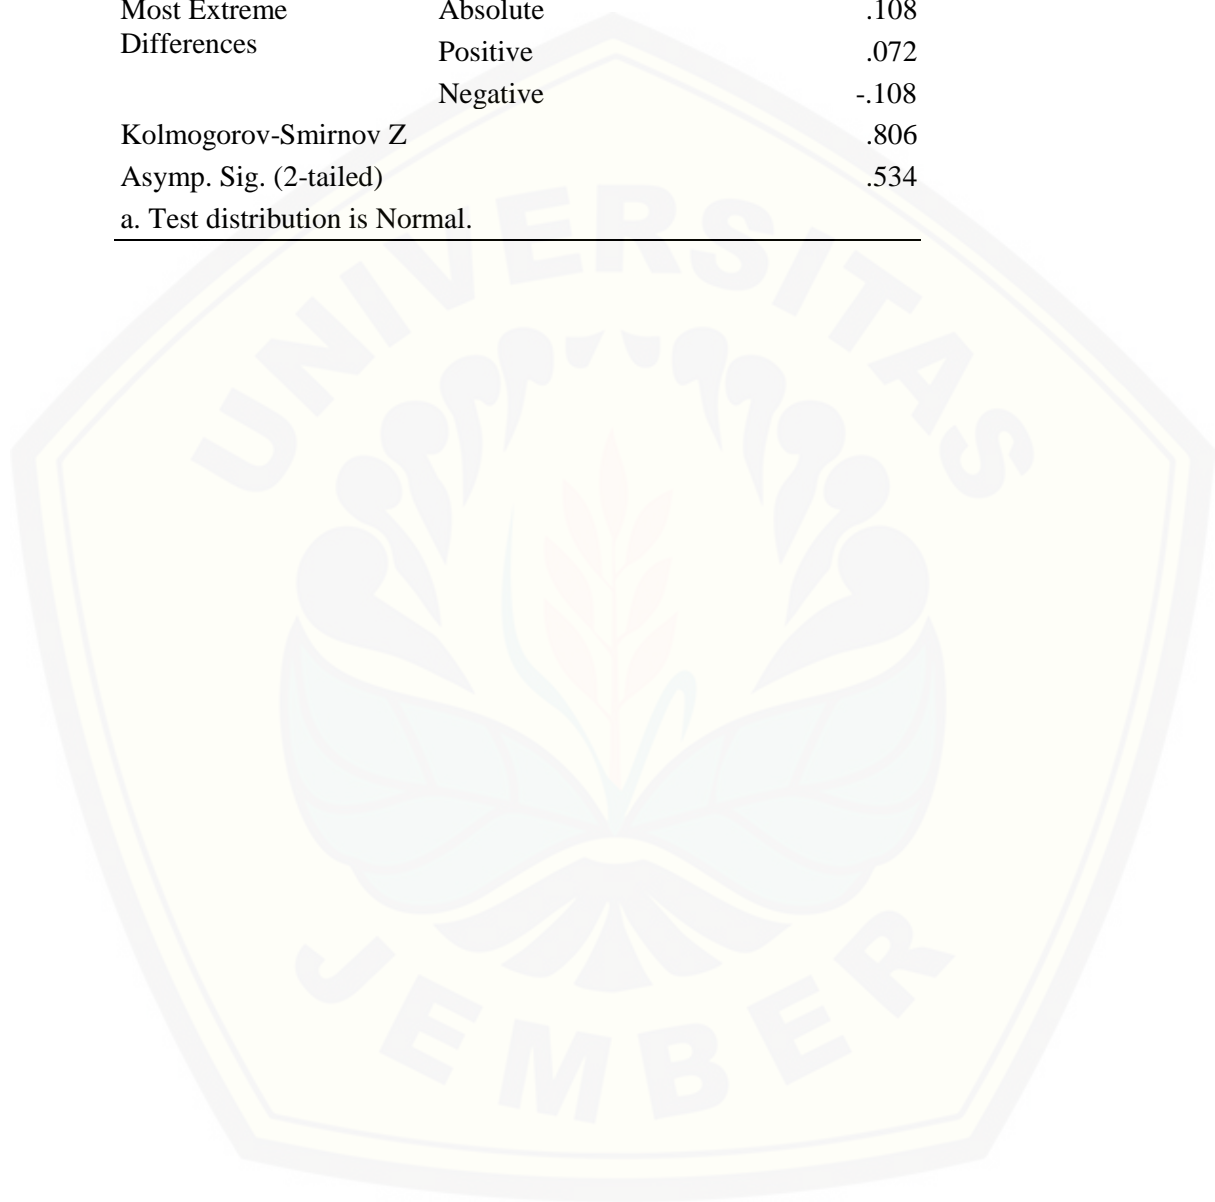 Most Extreme Differences Absolute .108
Positive .072
Negative -.108
Kolmogorov-Smirnov Z .806
Asymp. Sig. (2-tailed) .534
a. Test distribution is Normal.
UNIVERSITAS
JEMBER